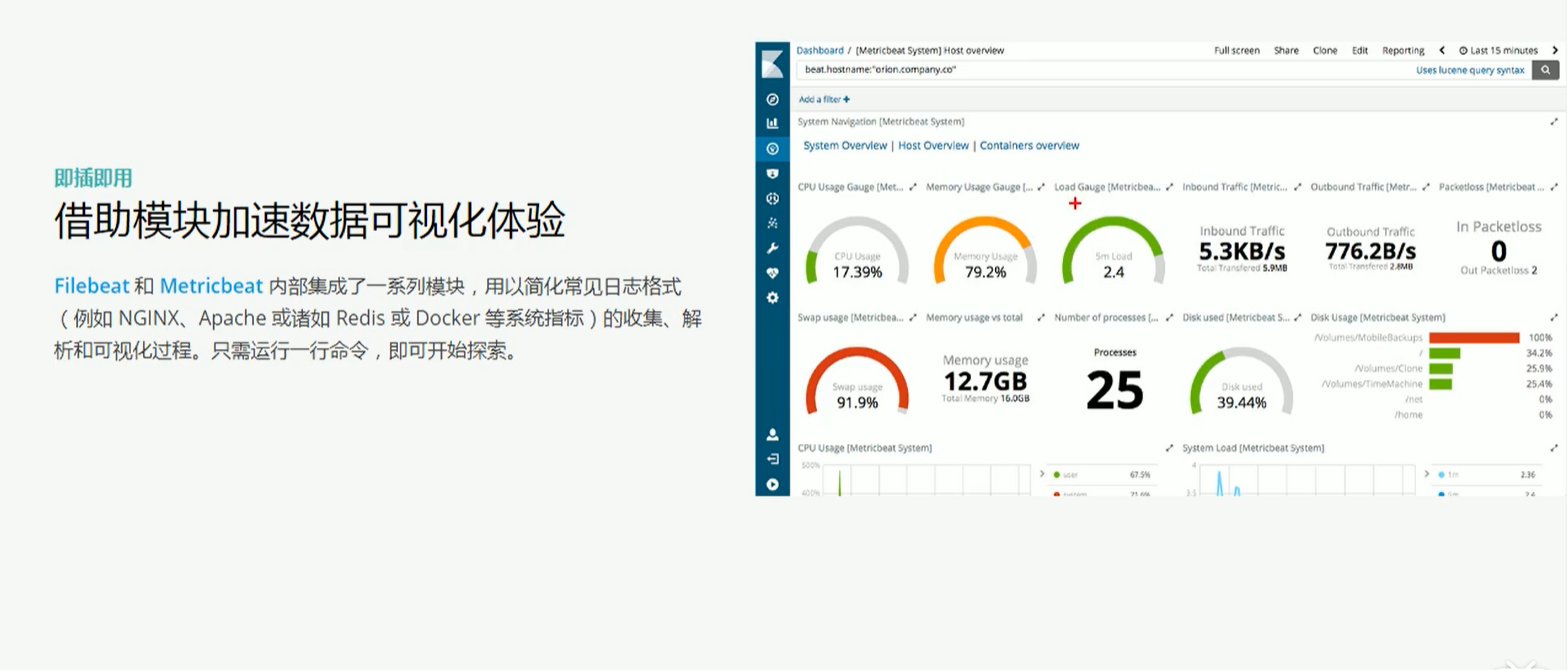 即插即用
借助模块加速数据可视化体验
Filebeat 和 Metricbeat 内部集成了一系列模块，用以简化常见日志格式
（例如 NGINX、Apache 或诸如 Redis 或 Docker 等系统指标）的收集、解
析和可视化过程。只需运行一行命令，即可开始探索。
Dashboard / [Metricbeat System] Host overview
Full screen Share Clone Edit Reporting Last 15 minutes
beat.hostname:"orion.company.co"
Uses lucene query syntax
Add a filter +
System Navigation [Metricbeat System]
System Overview | Host Overview | Containers overview
CPU Usage Gauge [Met...
Memory Usage Gauge [...
Load Gauge [Metricbea...
Inbound Traffic [Metric...
Outbound Traffic [Metr...
Packetloss [Metricbeat ...
CPU Usage
17.39%
Memory Usage
79.2%
5m Load
2.4
Inbound Traffic
5.3KB/s
Total Transfered 5.9MB
Outbound Traffic
776.2B/s
Total Transfered 2.8MB
In Packetloss
0
Out Packetloss 2
Swap usage [Metricbea...
Memory usage vs total
Number of processes [...
Disk used [Metricbeat S...
Disk Usage [Metricbeat System]
Swap usage
91.9%
Memory usage
12.7GB
Total Memory 16.0GB
Processes
25
Disk used
39.44%
/Volumes/MobileBackups 100%
/ 34.2%
/Volumes/Clone 25.9%
/Volumes/TimeMachine 25.4%
/net 0%
/home 0%
CPU Usage [Metricbeat System]
500%
400%
user 67.5%
System Load [Metricbeat System]
4
3.5
1m 2.36